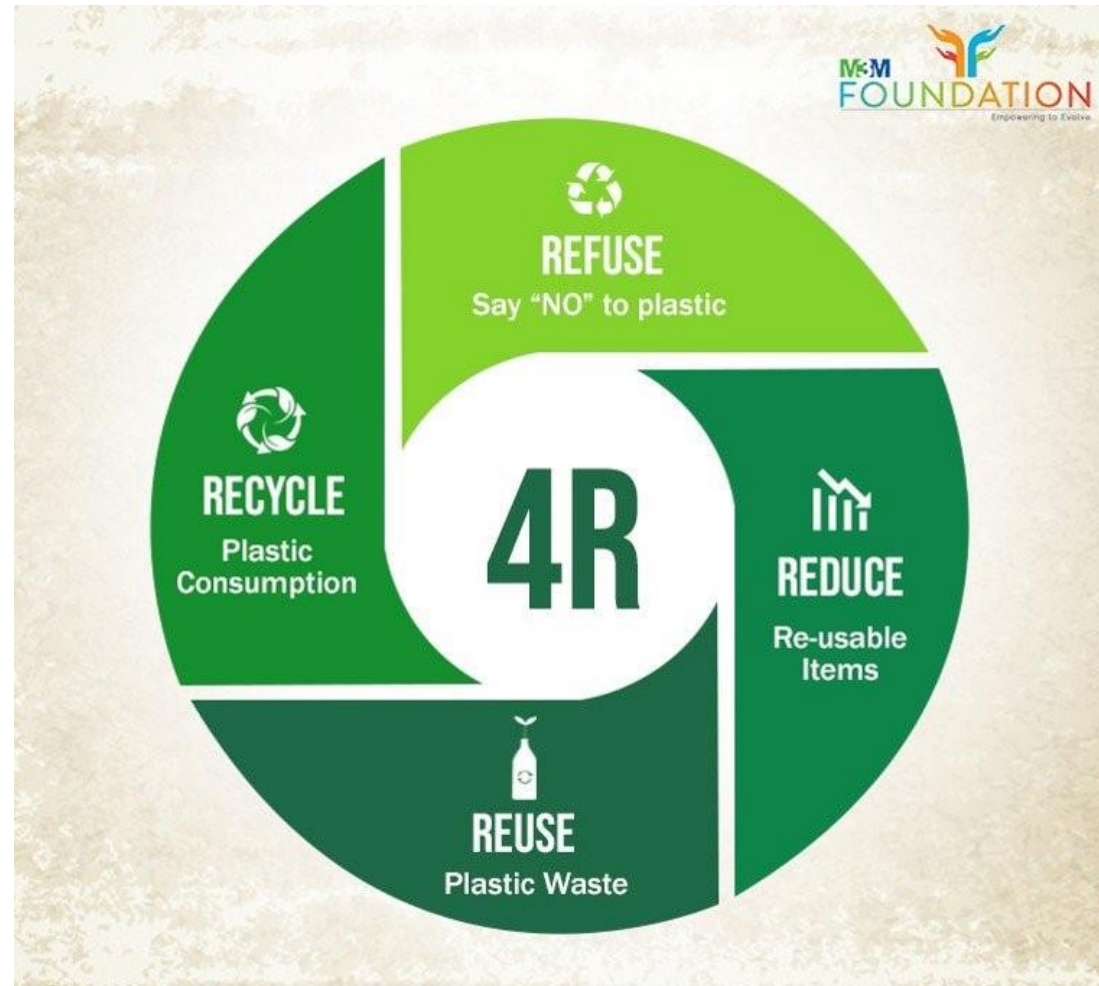 M3M
FOUNDATION
Empowering to Evolve
REFUSE
Say “NO” to plastic
REDUCE
Re-usable
Items
REUSE
Plastic Waste
RECYCLE
Plastic
Consumption
4R